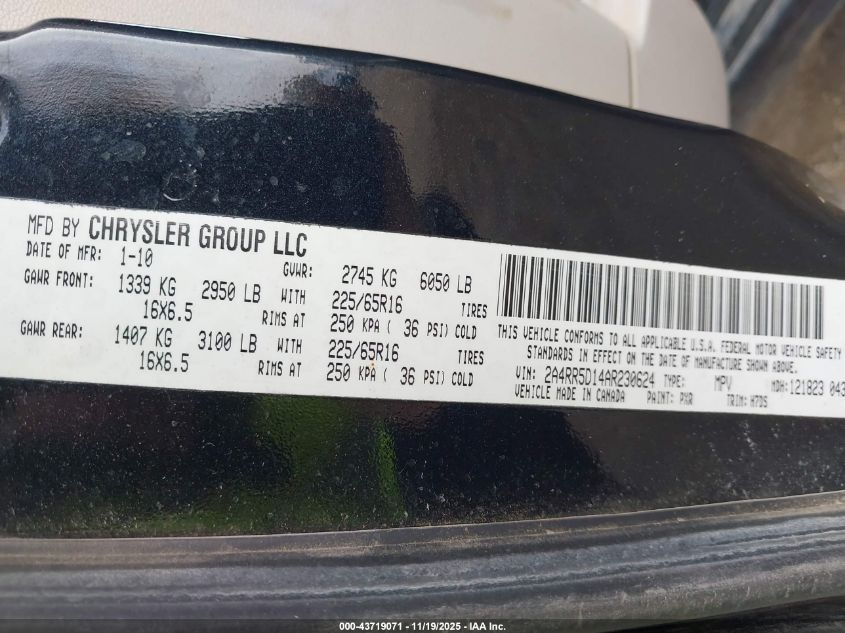 MFD BY CHRYSLER GROUP LLC
DATE OF MFR: 1-10 GVWR: 2745 KG 6050 LB
GAWR FRONT: 1339 KG 2950 LB WITH 225/65R16 TIRES
16X6.5 RIMS AT 250 KPA ( 36 PSI) COLD
GAWR REAR: 1407 KG 3100 LB WITH 225/65R16 TIRES
16X6.5 RIMS AT 250 KPA ( 36 PSI) COLD
THIS VEHICLE CONFORMS TO ALL APPLICABLE U.S.A. FEDERAL MOTOR VEHICLE SAFETY
STANDARDS IN EFFECT ON THE DATE OF MANUFACTURE SHOWN ABOVE.
VIN: 2A4RR5D14AR230624 TYPE: MPV MDH: 121823 043
VEHICLE MADE IN CANADA PAINT: PXR TRIM: H7DS
000-43719071 - 11/19/2025 - IAA Inc.